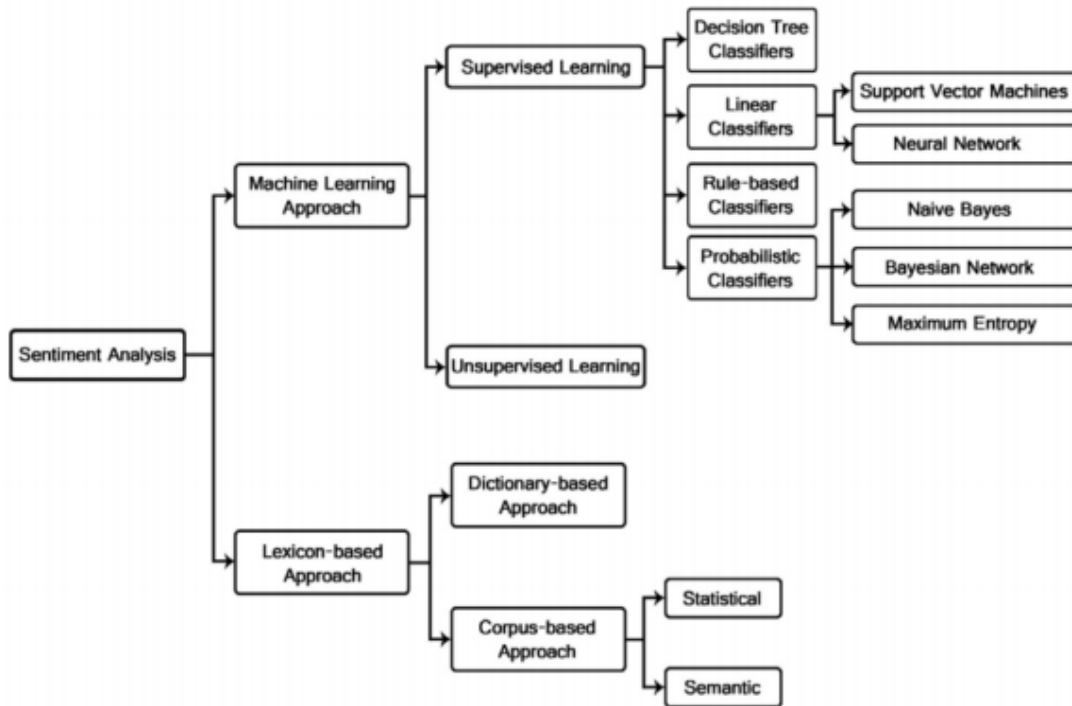 Decision Tree
Classifiers
Supervised Learning
Support Vector Machines
Linear
Classifiers
Neural Network
Machine Learning
Approach
Rule-based
Classifiers
Naive Bayes
Probabilistic
Classifiers
Bayesian Network
Maximum Entropy
Sentiment Analysis
Unsupervised Learning
Dictionary-based
Approach
Lexicon-based
Approach
Statistical
Corpus-based
Approach
Semantic